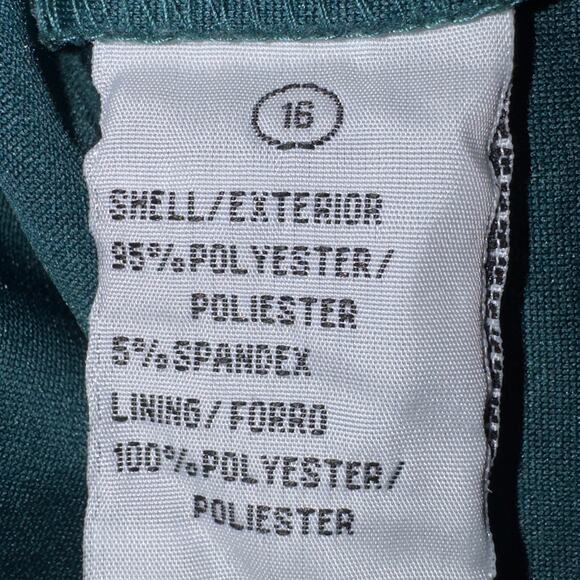 16
SHELL/EXTERIOR
95%POLYESTER/
POLIESTER
5%SPANDEX
LINING/FORRO
100%POLYESTER/
POLIESTER